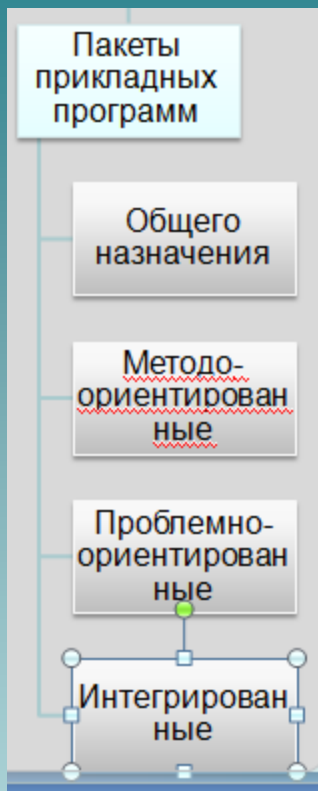 Пакеты
прикладных
программ
Общего
назначения
Методо-
ориентирован
ные
Проблемно-
ориентирован
ные
Интегрирован
ные